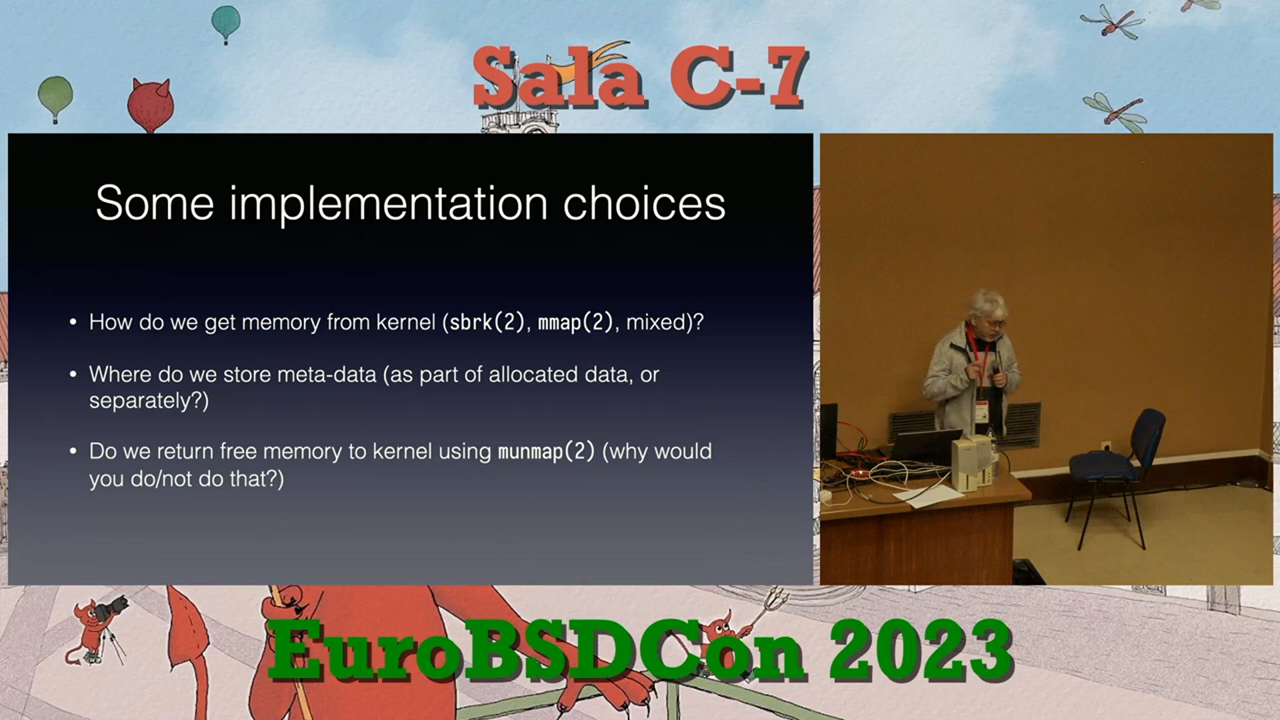 Sala C-7
Some implementation choices
• How do we get memory from kernel (sbrk(2), mmap(2), mixed)?
• Where do we store meta-data (as part of allocated data, or
separately?)
• Do we return free memory to kernel using munmap(2) (why would
you do/not do that?)
EuroBSDCon 2023